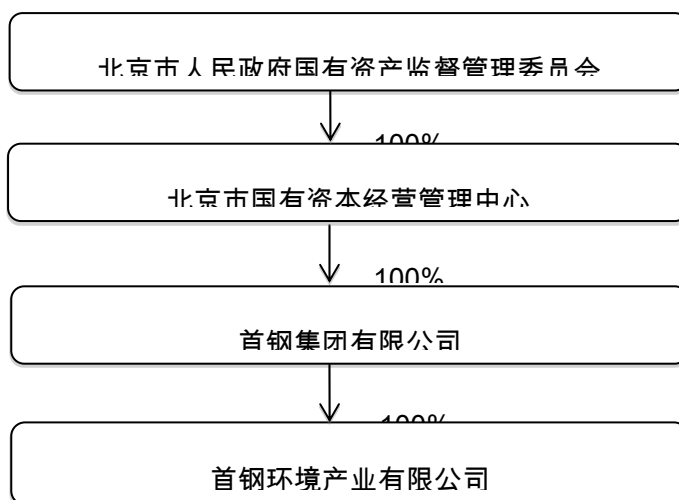 北京市人民政府国有资产监督管理委员会
100%
北京市国有资本经营管理中心
100%
首钢集团有限公司
100%
首钢环境产业有限公司